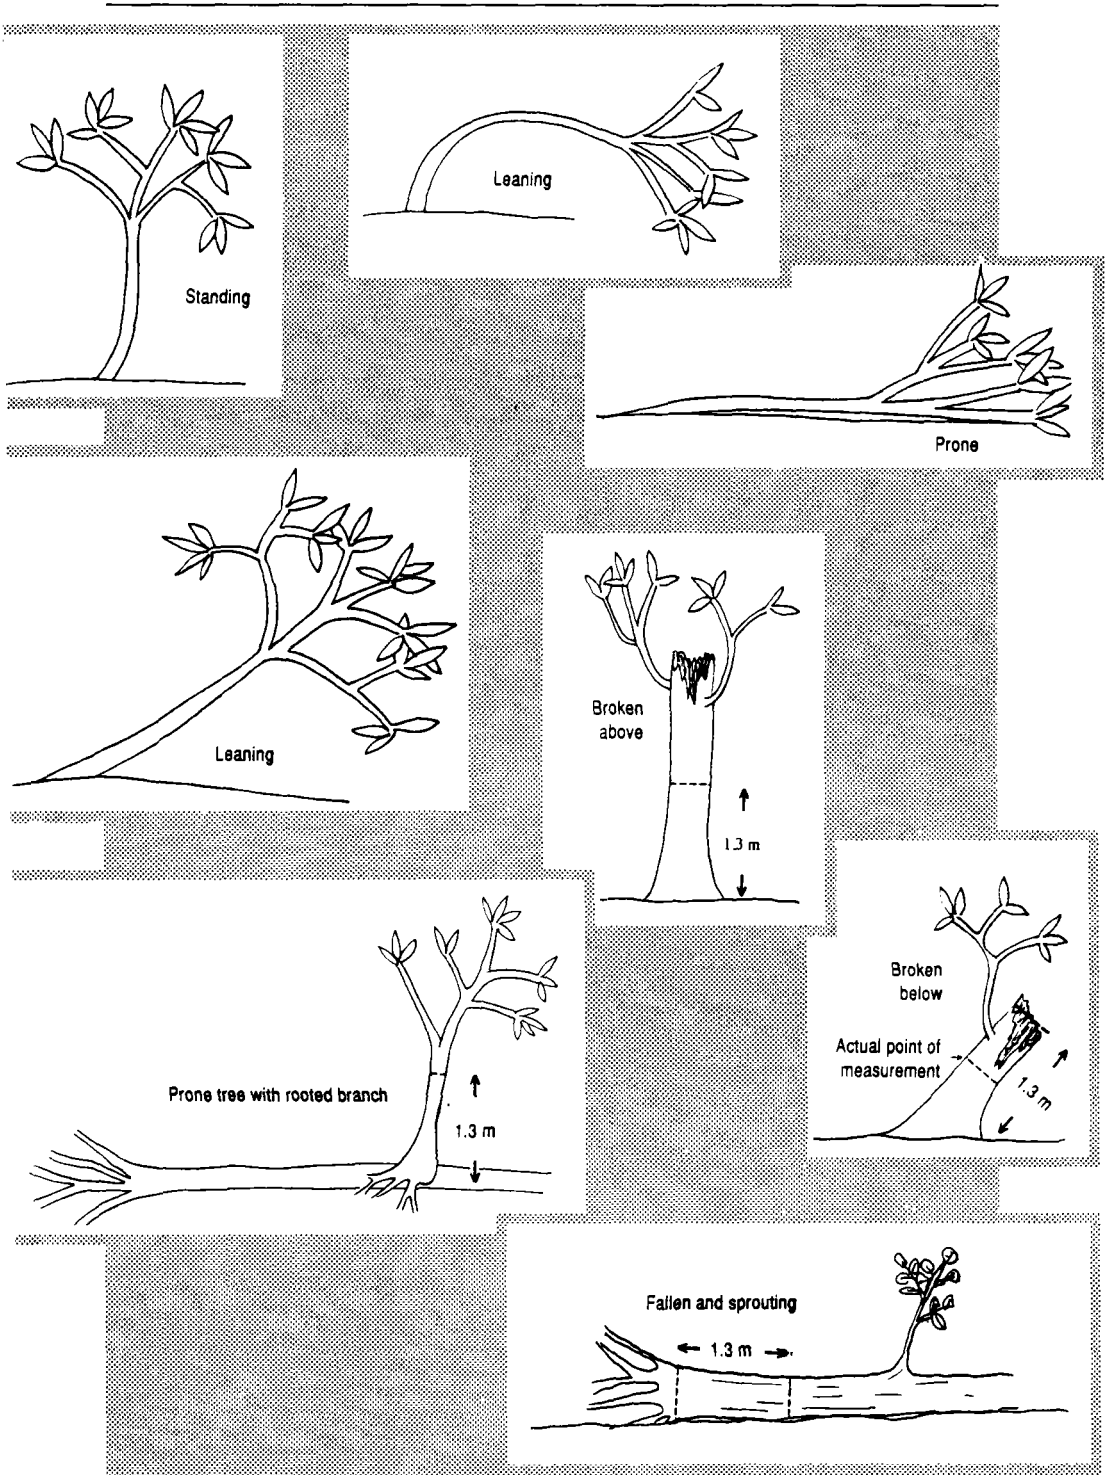 Leaning
Standing
Prone
Leaning
Broken
above
1.3 m
Broken
below
Actual point of
measurement
1.3 m
Prone tree with rooted branch
1.3 m
Fallen and sprouting
1.3 m